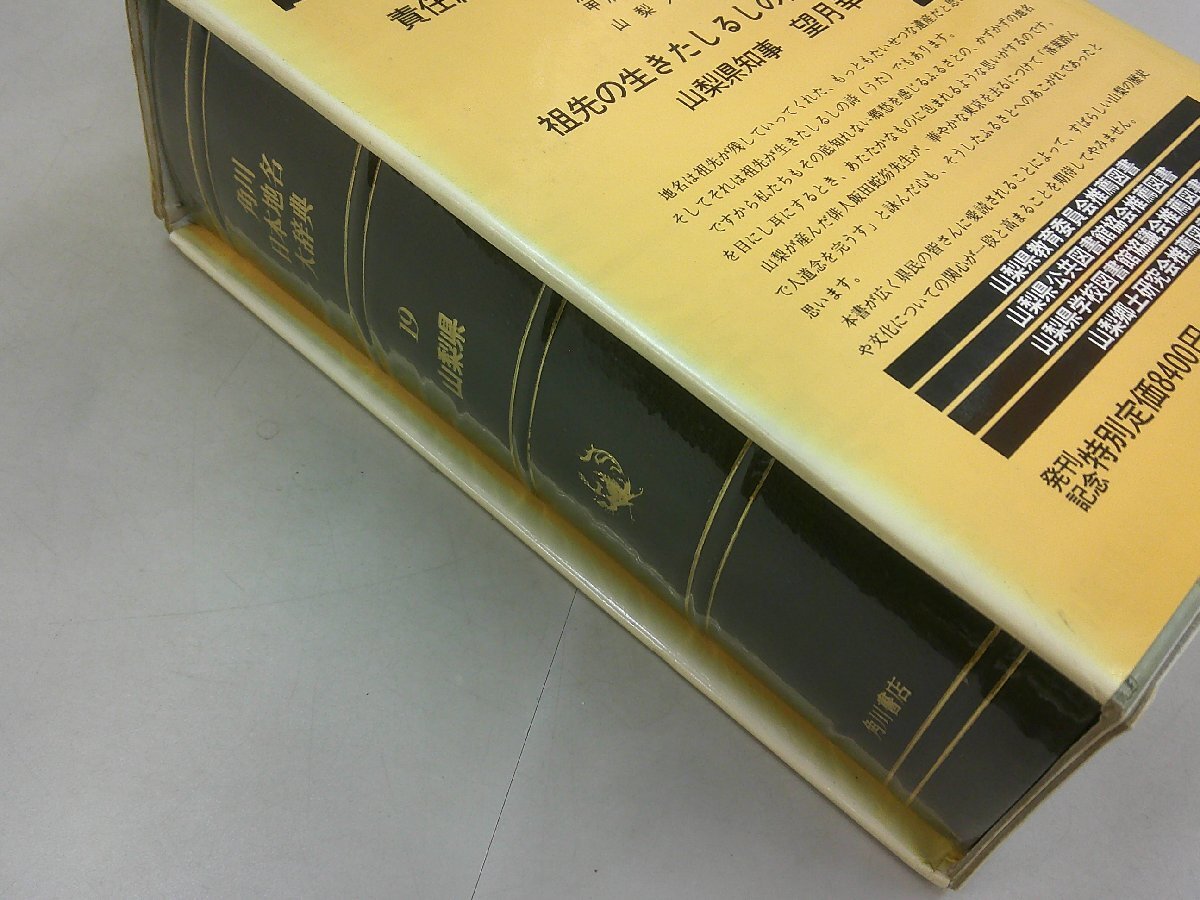 責任
山梨
祖先の生きたしるしの
山梨県知事 望月幸
地名は祖先が残していってくれた、もっともたいせつな遺産だと思
そしてそれは祖先が生きたしるしの詩(うた)でもあります。
ですから私たちもその底知れない郷愁を感じるふるさとの、かずかずの地名
を目にし耳にするとき、あたたかなものに包まれるような思いがするのです。
山梨が産んだ俳人飯田蛇笏先生が、華やかな東京を去るにつけて「落葉踏ん
で人道念を完うす」と詠んだ心も、そうしたふるさとへのあこがれであったと
思います。
本書が広く県民の皆さんに愛読されることによって、すばらしい山梨の歴史
や文化についての関心が一段と高まることを期待してやみません。
山梨県教育委員会推薦図書
山梨県公共図書館協会推薦図書
山梨県学校図書館協議会推薦図
山梨郷土研究会推薦
発刊
記念
特別定価8400円
角川
日本地名
大辞典
19
山梨県
角川書店